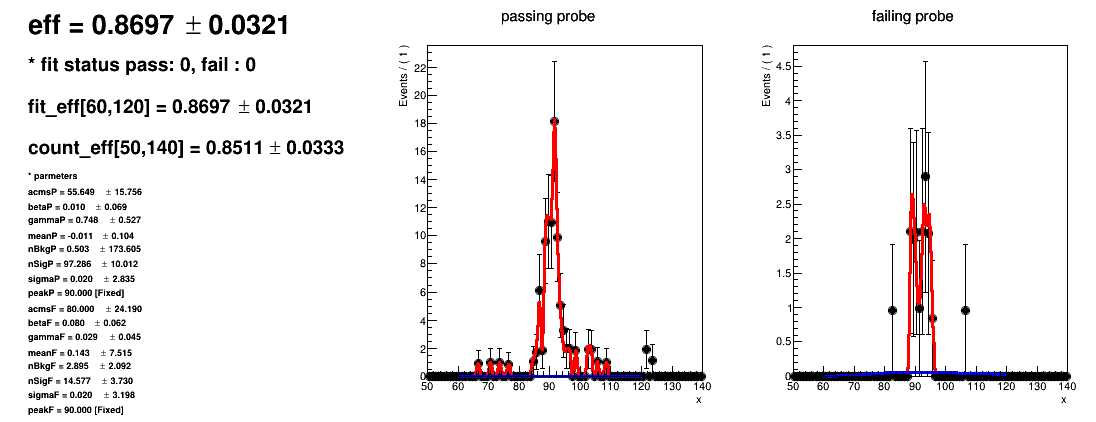 eff = 0.8697 ± 0.0321
* fit status pass: 0, fail : 0
fit_eff[60,120] = 0.8697 ± 0.0321
count_eff[50,140] = 0.8511 ± 0.0333
* parmeters
acmsP = 55.649 ± 15.756
betaP = 0.010 ± 0.069
gammaP = 0.748 ± 0.527
meanP = -0.011 ± 0.104
nBkgP = 0.503 ± 173.605
nSigP = 97.286 ± 10.012
sigmaP = 0.020 ± 2.835
peakP = 90.000 [Fixed]
acmsF = 80.000 ± 24.190
betaF = 0.080 ± 0.062
gammaF = 0.029 ± 0.045
meanF = 0.143 ± 7.515
nBkgF = 2.895 ± 2.092
nSigF = 14.577 ± 3.730
sigmaF = 0.020 ± 3.198
peakF = 90.000 [Fixed]
passing probe
Events / ( 1 )
22
20
18
16
14
12
10
8
6
4
2
0
50 60 70 80 90 100 110 120 130 140
x
failing probe
Events / ( 1 )
4.5
4
3.5
3
2.5
2
1.5
1
0.5
0
50 60 70 80 90 100 110 120 130 140
x